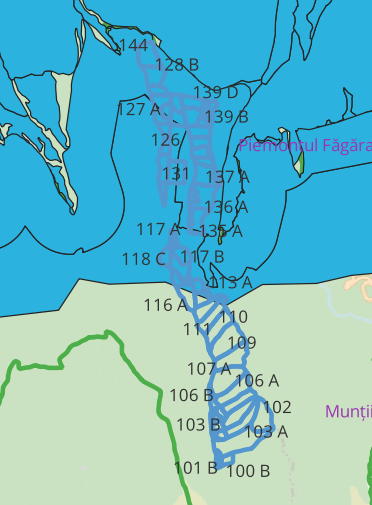 144
128 B
139 D
127 A
139 B
126
Piemontul Făgăra
131
137 A
136 A
117 A
135 A
118 C
117 B
113 A
116 A
110
111
109
107 A
106 A
106 B
102
Munții
103 B
103 A
101 B
100 B